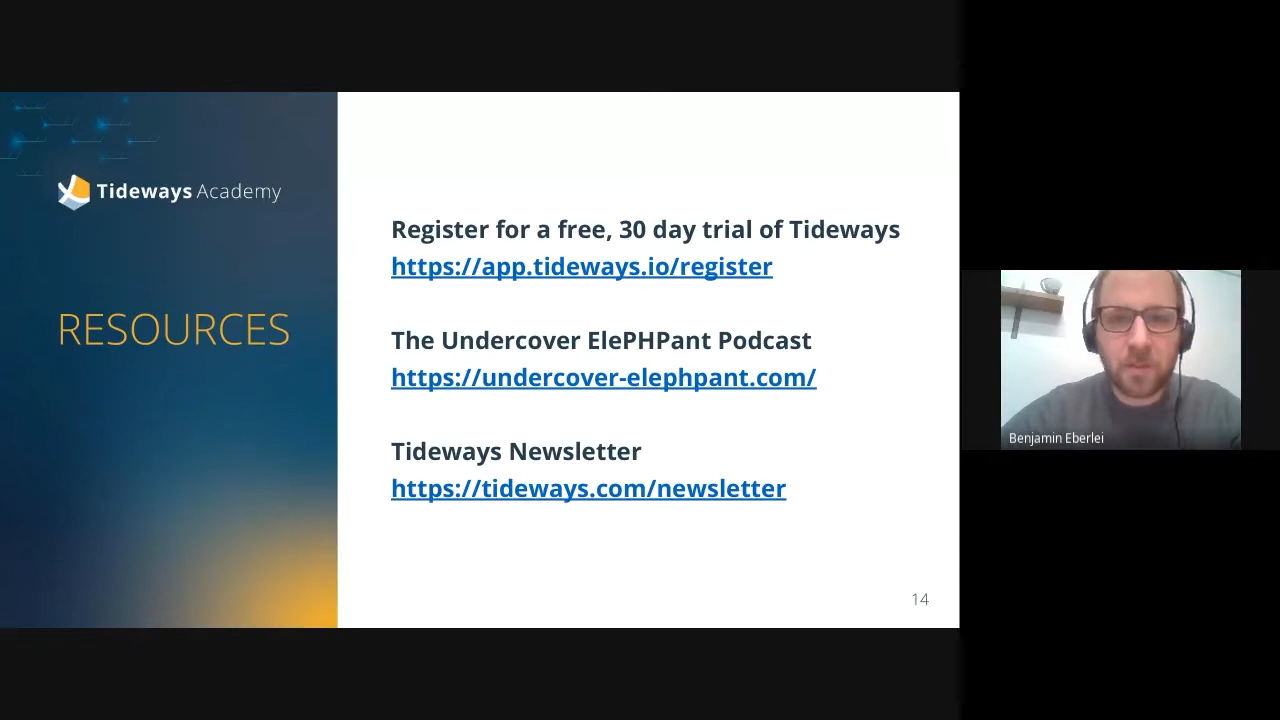 Tideways Academy
RESOURCES
Register for a free, 30 day trial of Tideways
https://app.tideways.io/register
The Undercover ElePHPant Podcast
https://undercover-elephpant.com/
Tideways Newsletter
https://tideways.com/newsletter
14
Benjamin Eberlei